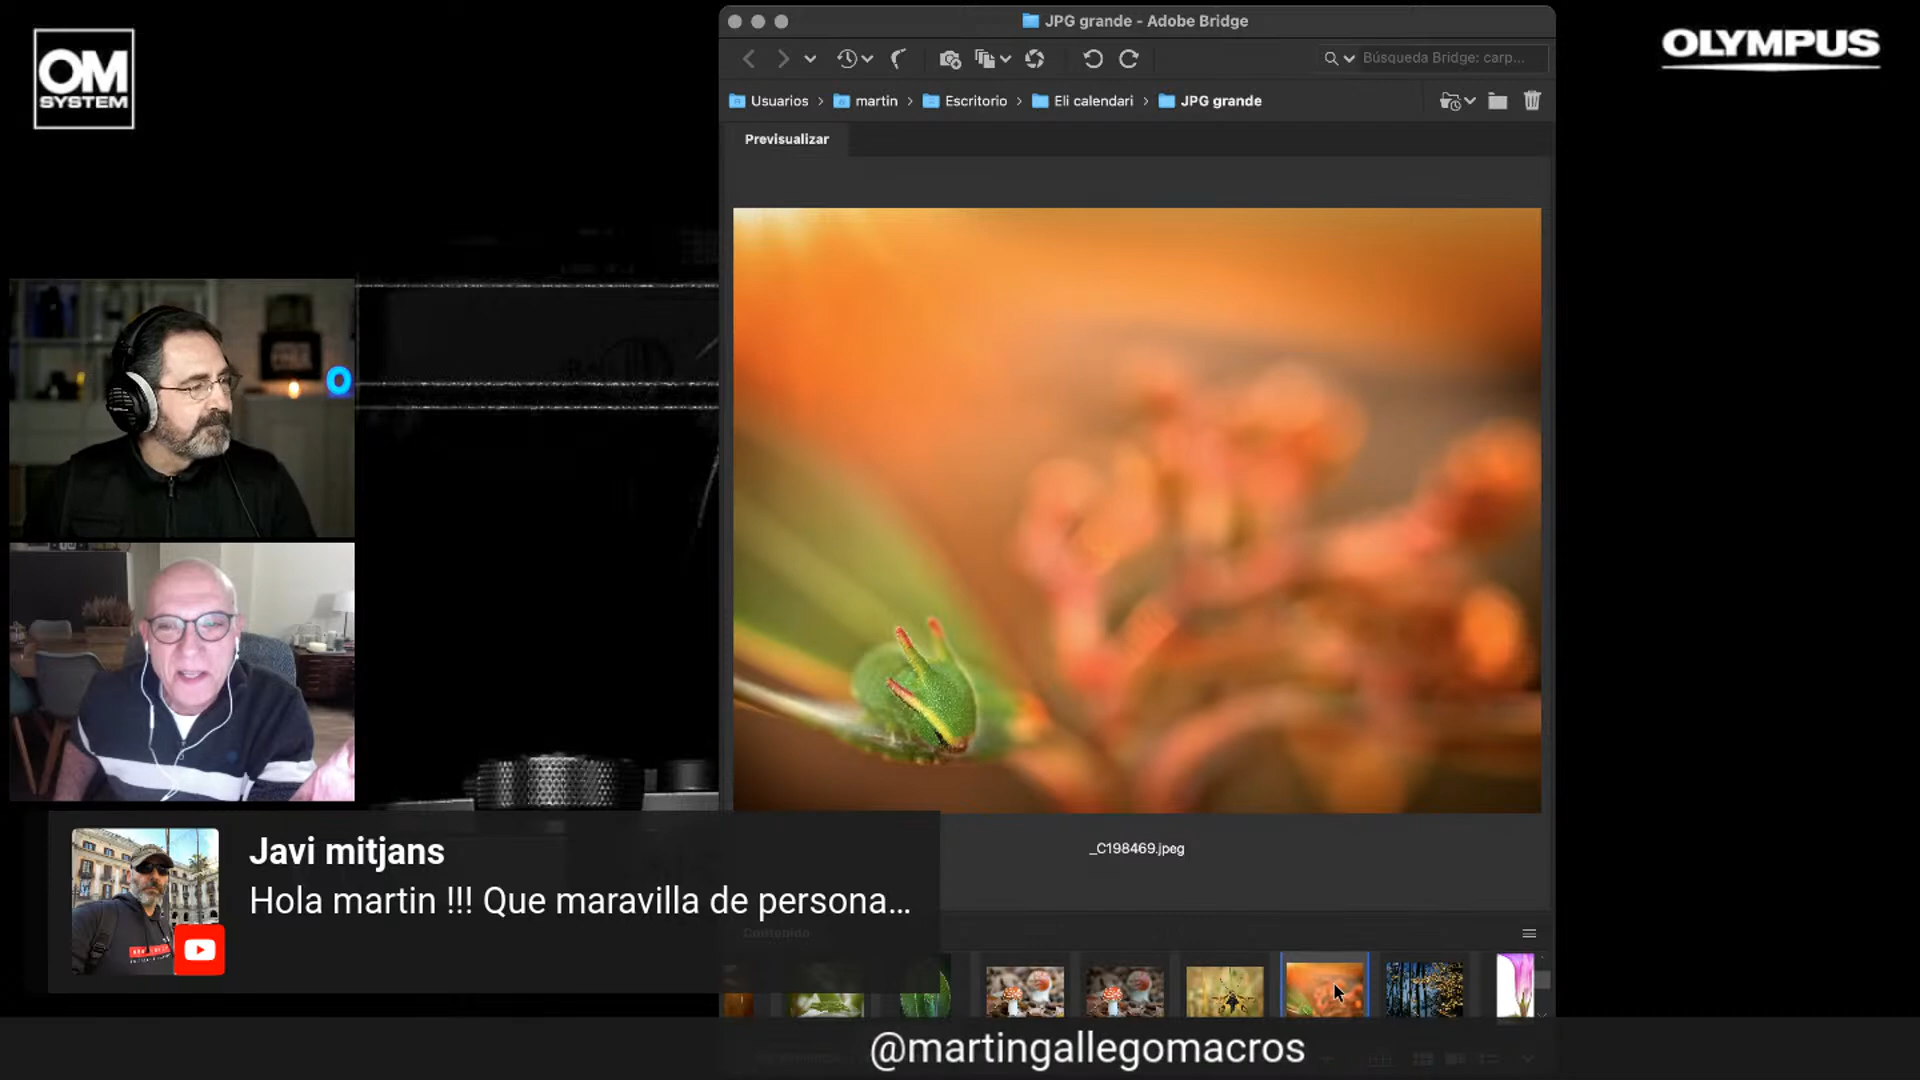 OM
SYSTEM
JPG grande - Adobe Bridge
OLYMPUS
Búsqueda Bridge: carp...
Usuarios
martin
Escritorio
Eli calendari
JPG grande
Previsualizar
Javi mitjans
Hola martin !!! Que maravilla de persona...
_C198469.jpeg
Contenido
@martingallegomacros